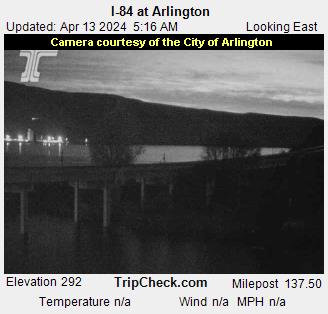 I-84 at Arlington
Updated: Apr 13 2024 5:16 AM Looking East
Camera courtesy of the City of Arlington
Elevation 292 TripCheck.com Milepost 137.50
Temperature n/a Wind n/a MPH n/a